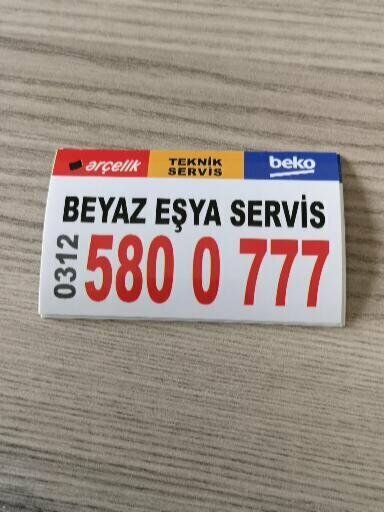 arçelik TEKNİK SERVİS beko
BEYAZ EŞYA SERVİS
0312 580 0 777